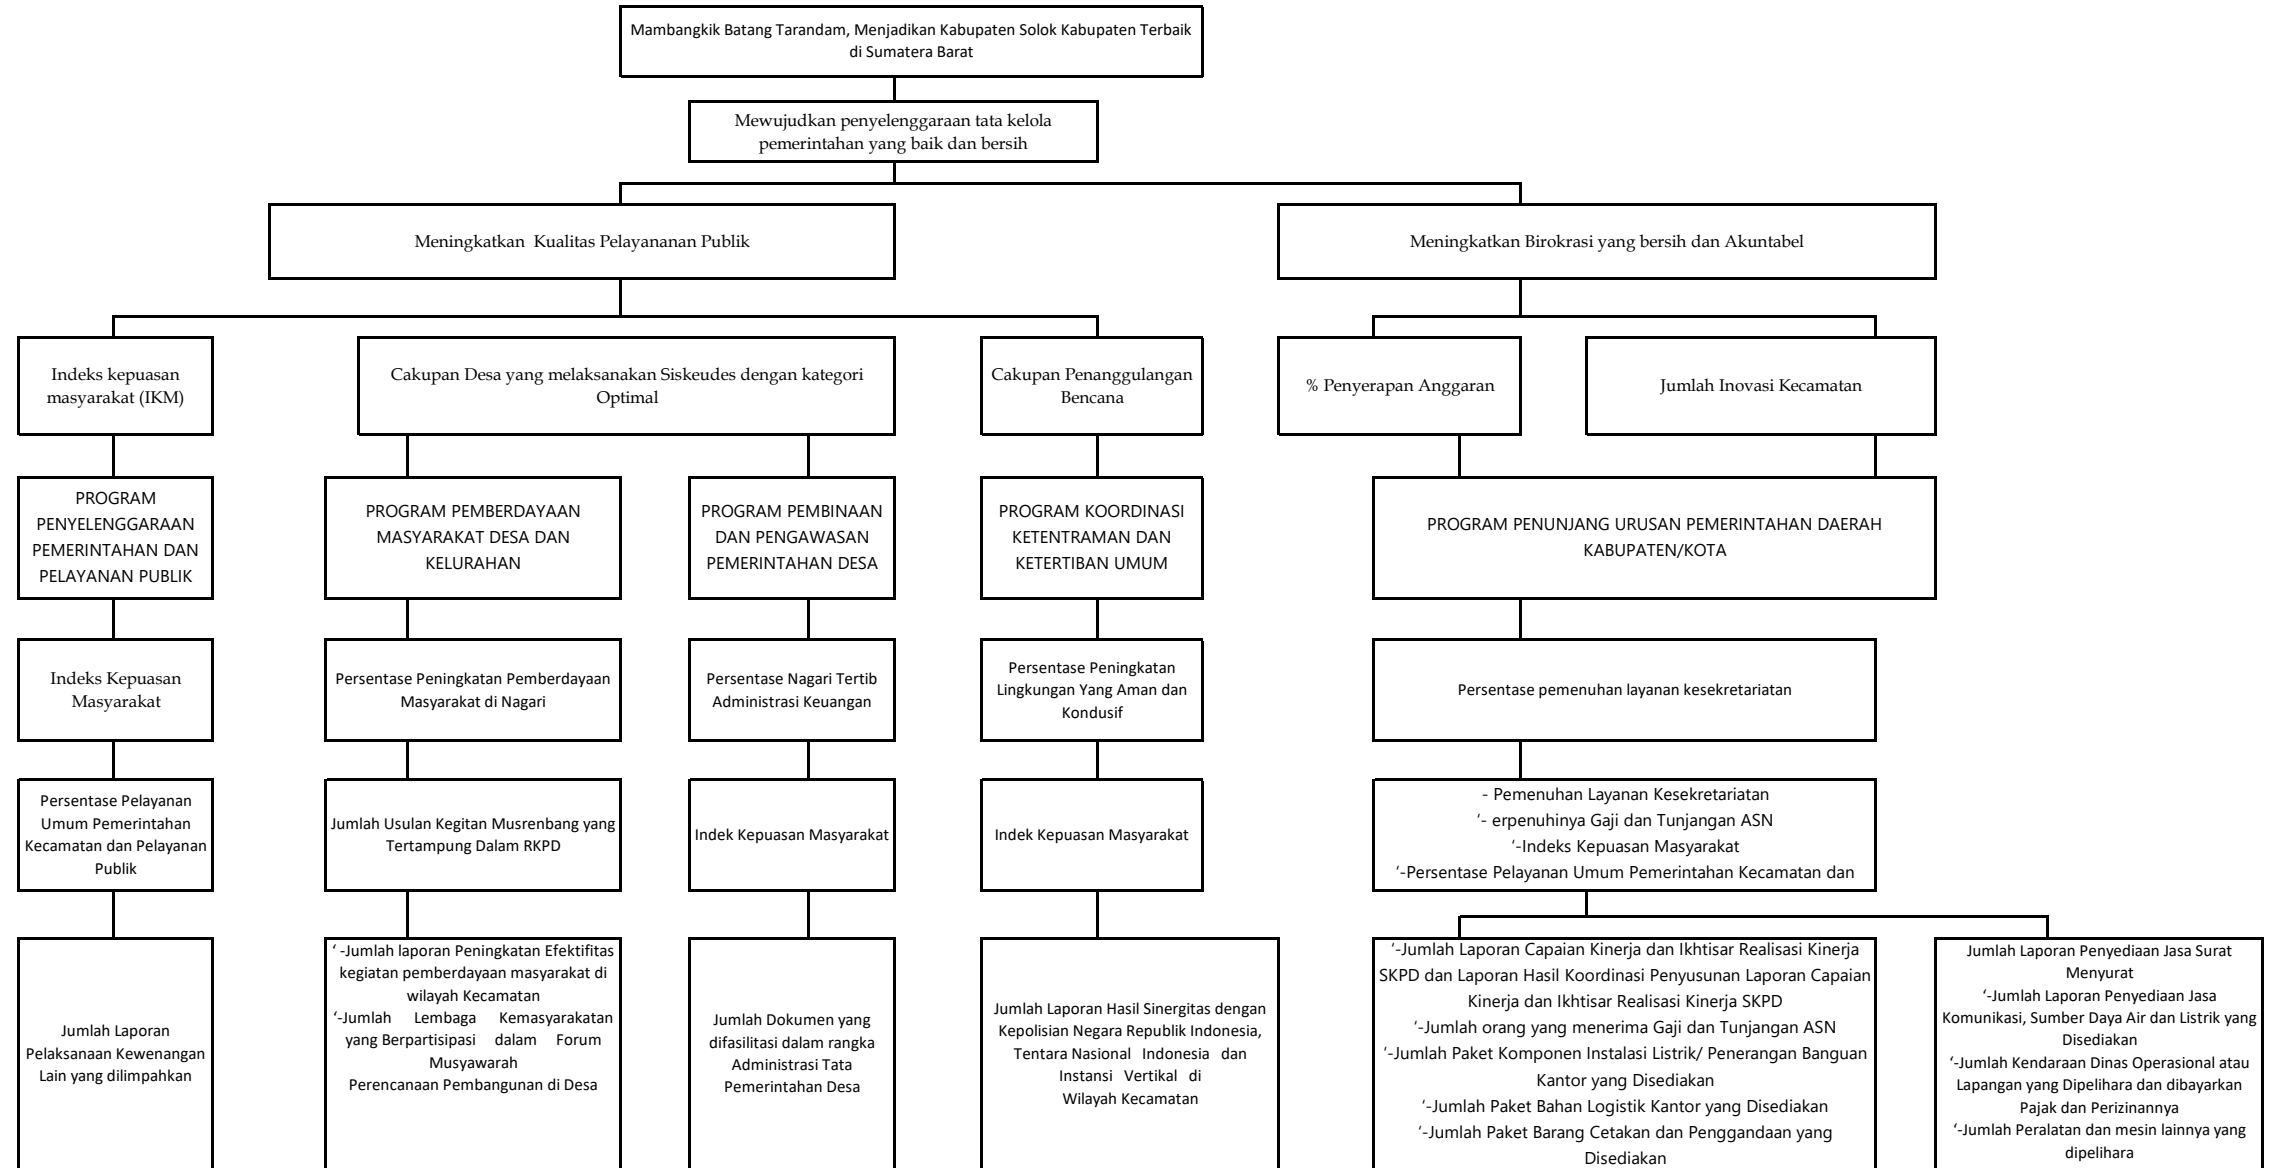 Mambangkik Batang Tarandam, Menjadikan Kabupaten Solok Kabupaten Terbaik
di Sumatera Barat
Mewujudkan penyelenggaraan tata kelola
pemerintahan yang baik dan bersih
Meningkatkan  Kualitas Pelayananan Publik
Meningkatkan Birokrasi yang bersih dan Akuntabel
Indeks kepuasan
masyarakat (IKM)
Cakupan Desa yang melaksanakan Siskeudes dengan kategori
Optimal
Cakupan Penanggulangan
Bencana
% Penyerapan Anggaran
Jumlah Inovasi Kecamatan
PROGRAM
PENYELENGGARAAN
PEMERINTAHAN DAN
PELAYANAN PUBLIK
PROGRAM PEMBERDAYAAN
MASYARAKAT DESA DAN
KELURAHAN
PROGRAM PEMBINAAN
DAN PENGAWASAN
PEMERINTAHAN DESA
PROGRAM KOORDINASI
KETENTRAMAN DAN
KETERTIBAN UMUM
PROGRAM PENUNJANG URUSAN PEMERINTAHAN DAERAH
KABUPATEN/KOTA
Indeks Kepuasan
Masyarakat
Persentase Peningkatan Pemberdayaan
Masyarakat di Nagari
Persentase Nagari Tertib
Administrasi Keuangan
Persentase Peningkatan
Lingkungan Yang Aman dan
Kondusif
Persentase pemenuhan layanan kesekretariatan
Persentase Pelayanan
Umum Pemerintahan
Kecamatan dan Pelayanan
Publik
Jumlah Usulan Kegitan Musrenbang yang
Tertampung Dalam RKPD
Indek Kepuasan Masyarakat
Indek Kepuasan Masyarakat
- Pemenuhan Layanan Kesekretariatan
'- erpenuhinya Gaji dan Tunjangan ASN
'-Indeks Kepuasan Masyarakat
'-Persentase Pelayanan Umum Pemerintahan Kecamatan dan
Jumlah Laporan
Pelaksanaan Kewenangan
Lain yang dilimpahkan
' -Jumlah laporan Peningkatan Efektifitas
kegiatan pemberdayaan masyarakat di
wilayah Kecamatan
'-Jumlah Lembaga Kemasyarakatan
yang Berpartisipasi dalam Forum
Musyawarah
Perencanaan Pembangunan di Desa
Jumlah Dokumen yang
difasilitasi dalam rangka
Administrasi Tata
Pemerintahan Desa
Jumlah Laporan Hasil Sinergitas dengan
Kepolisian Negara Republik Indonesia,
Tentara Nasional Indonesia dan
Instansi Vertikal di
Wilayah Kecamatan
'-Jumlah Laporan Capaian Kinerja dan Ikhtisar Realisasi Kinerja
SKPD dan Laporan Hasil Koordinasi Penyusunan Laporan Capaian
Kinerja dan Ikhtisar Realisasi Kinerja SKPD
'-Jumlah orang yang menerima Gaji dan Tunjangan ASN
'-Jumlah Paket Komponen Instalasi Listrik/ Penerangan Banguan
Kantor yang Disediakan
'-Jumlah Paket Bahan Logistik Kantor yang Disediakan
'-Jumlah Paket Barang Cetakan dan Penggandaan yang
Disediakan
Jumlah Laporan Penyediaan Jasa Surat
Menyurat
'-Jumlah Laporan Penyediaan Jasa
Komunikasi, Sumber Daya Air dan Listrik yang
Disediakan
'-Jumlah Kendaraan Dinas Operasional atau
Lapangan yang Dipelihara dan dibayarkan
Pajak dan Perizinannya
'-Jumlah Peralatan dan mesin lainnya yang
dipelihara